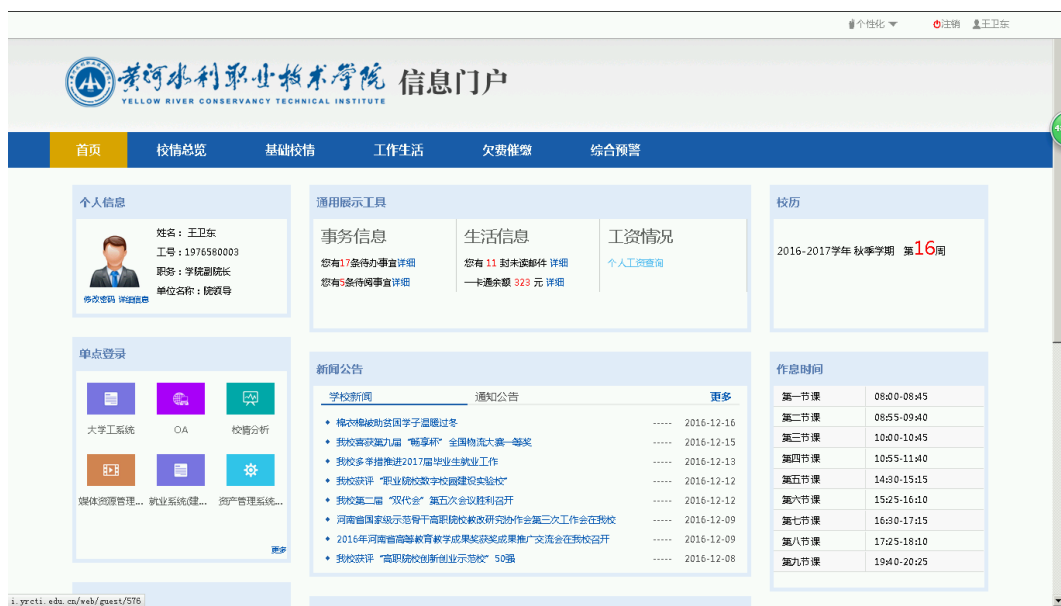 个性化 注销 王卫东
黄河水利职业技术学院 信息门户
YELLOW RIVER CONSERVANCY TECHNICAL INSTITUTE
首页 校情总览 基础校情 工作生活 欠费催缴 综合预警
个人信息
姓名：王卫东
工号：1976580003
职务：学院副院长
单位名称：院领导
修改密码 详细信息
单点登录
大学工系统 OA 校情分析
媒体资源管理... 就业系统(建... 资产管理系统...
更多
通用展示工具
事务信息 生活信息 工资情况
您有17条待办事宜详细 您有 11 封未读邮件 详细 个人工资查询
您有5条待阅事宜详细 一卡通余额 323 元 详细
新闻公告
学校新闻 通知公告 更多
棉衣棉被助贫困学子温暖过冬 ----- 2016-12-16
我校喜获第九届“畅享杯”全国物流大赛一等奖 ----- 2016-12-15
我校多举措推进2017届毕业生就业工作 ----- 2016-12-13
我校获评“职业院校数字校园建设实验校” ----- 2016-12-12
我校第二届“双代会”第五次会议胜利召开 ----- 2016-12-12
河南省国家级示范骨干高职院校教改研究协作会第三次工作会在我校 ----- 2016-12-09
2016年河南省高等教育教学成果奖获奖成果推广交流会在我校召开 ----- 2016-12-09
我校获评“高职院校创新创业示范校”50强 ----- 2016-12-08
校历
2016-2017学年 秋季学期 第16周
作息时间
第一节课 08:00-08:45
第二节课 08:55-09:40
第三节课 10:00-10:45
第四节课 10:55-11:40
第五节课 14:30-15:15
第六节课 15:25-16:10
第七节课 16:30-17:15
第八节课 17:25-18:10
第九节课 19:40-20:25
i.yrcti.edu.cn/web/guest/576